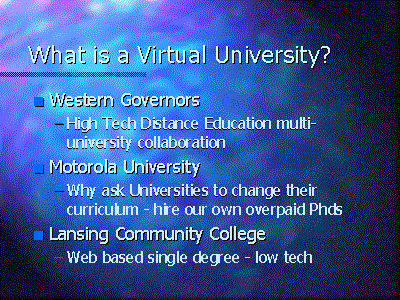 What is a Virtual University?
Western Governors
– High Tech Distance Education multi-
university collaboration
Motorola University
– Why ask Universities to change their
curriculum - hire our own overpaid Phds
Lansing Community College
– Web based single degree - low tech